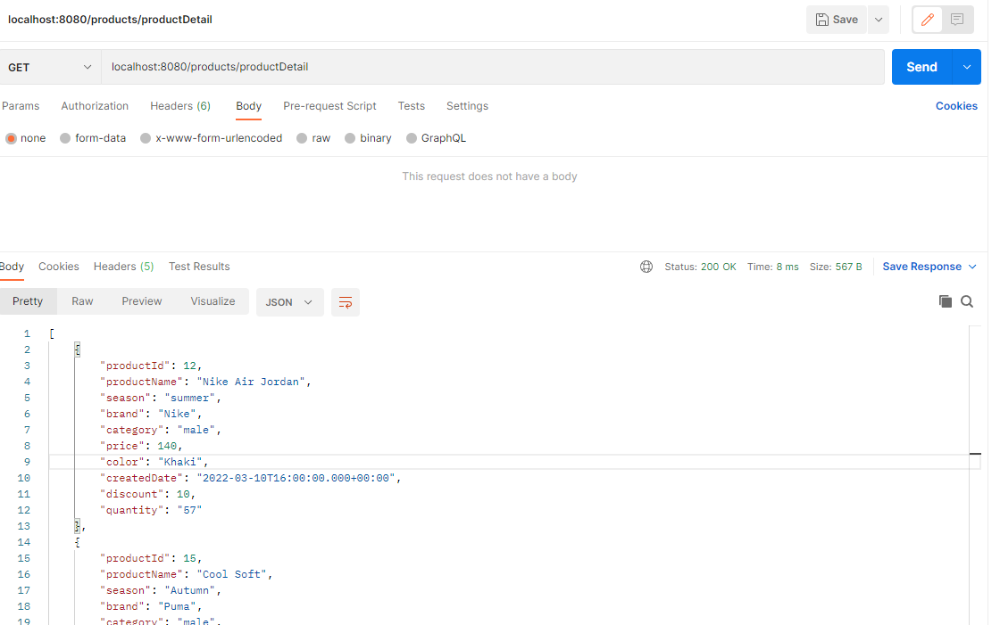 localhost:8080/products/productDetail
Save
GET localhost:8080/products/productDetail Send
Params Authorization Headers (6) Body Pre-request Script Tests Settings Cookies
none form-data x-www-form-urlencoded raw binary GraphQL
This request does not have a body
Body Cookies Headers (5) Test Results Status: 200 OK Time: 8 ms Size: 567 B Save Response
Pretty Raw Preview Visualize JSON
1 [
2 {
3 "productId": 12,
4 "productName": "Nike Air Jordan",
5 "season": "summer",
6 "brand": "Nike",
7 "category": "male",
8 "price": 140,
9 "color": "Khaki",
10 "createdDate": "2022-03-10T16:00:00.000+00:00",
11 "discount": 10,
12 "quantity": "57"
13 },
14 {
15 "productId": 15,
16 "productName": "Cool Soft",
17 "season": "Autumn",
18 "brand": "Puma",
19 "category": "male",